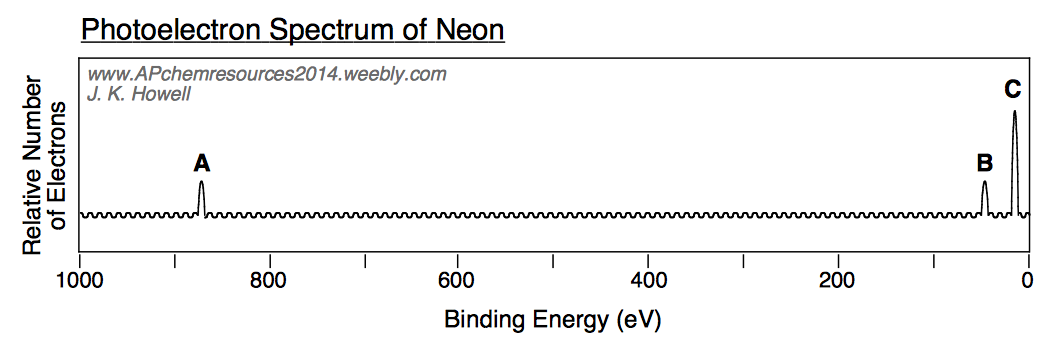 Photoelectron Spectrum of Neon
www.APchemresources2014.weebly.com
J. K. Howell
Relative Number
of Electrons
A
B
C
1000 800 600 400 200 0
Binding Energy (eV)